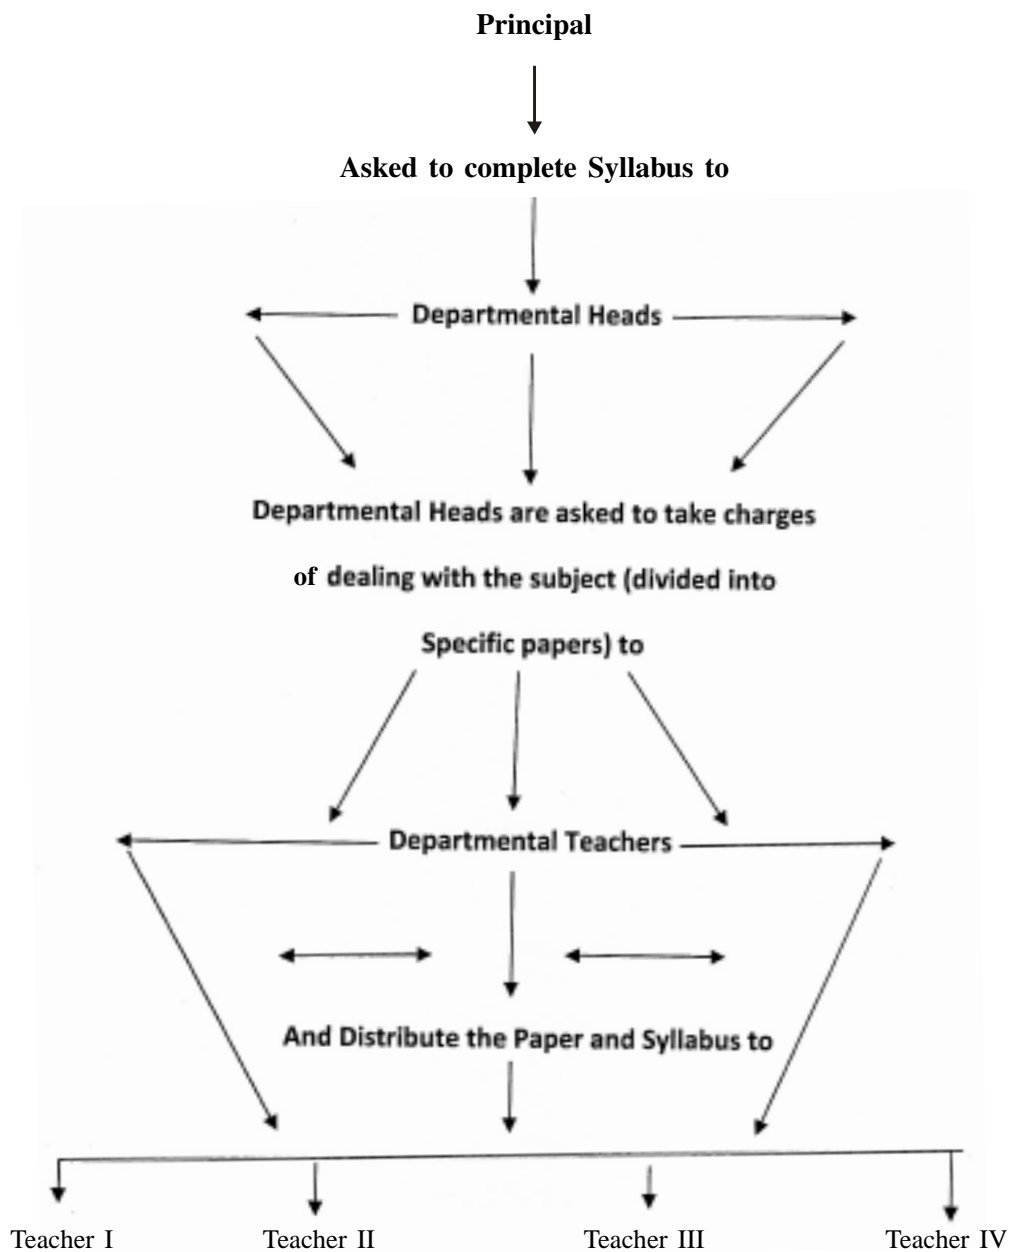 Principal
Asked to complete Syllabus to
Departmental Heads
Departmental Heads are asked to take charges
of dealing with the subject (divided into
Specific papers) to
Departmental Teachers
And Distribute the Paper and Syllabus to
Teacher I Teacher II Teacher III Teacher IV